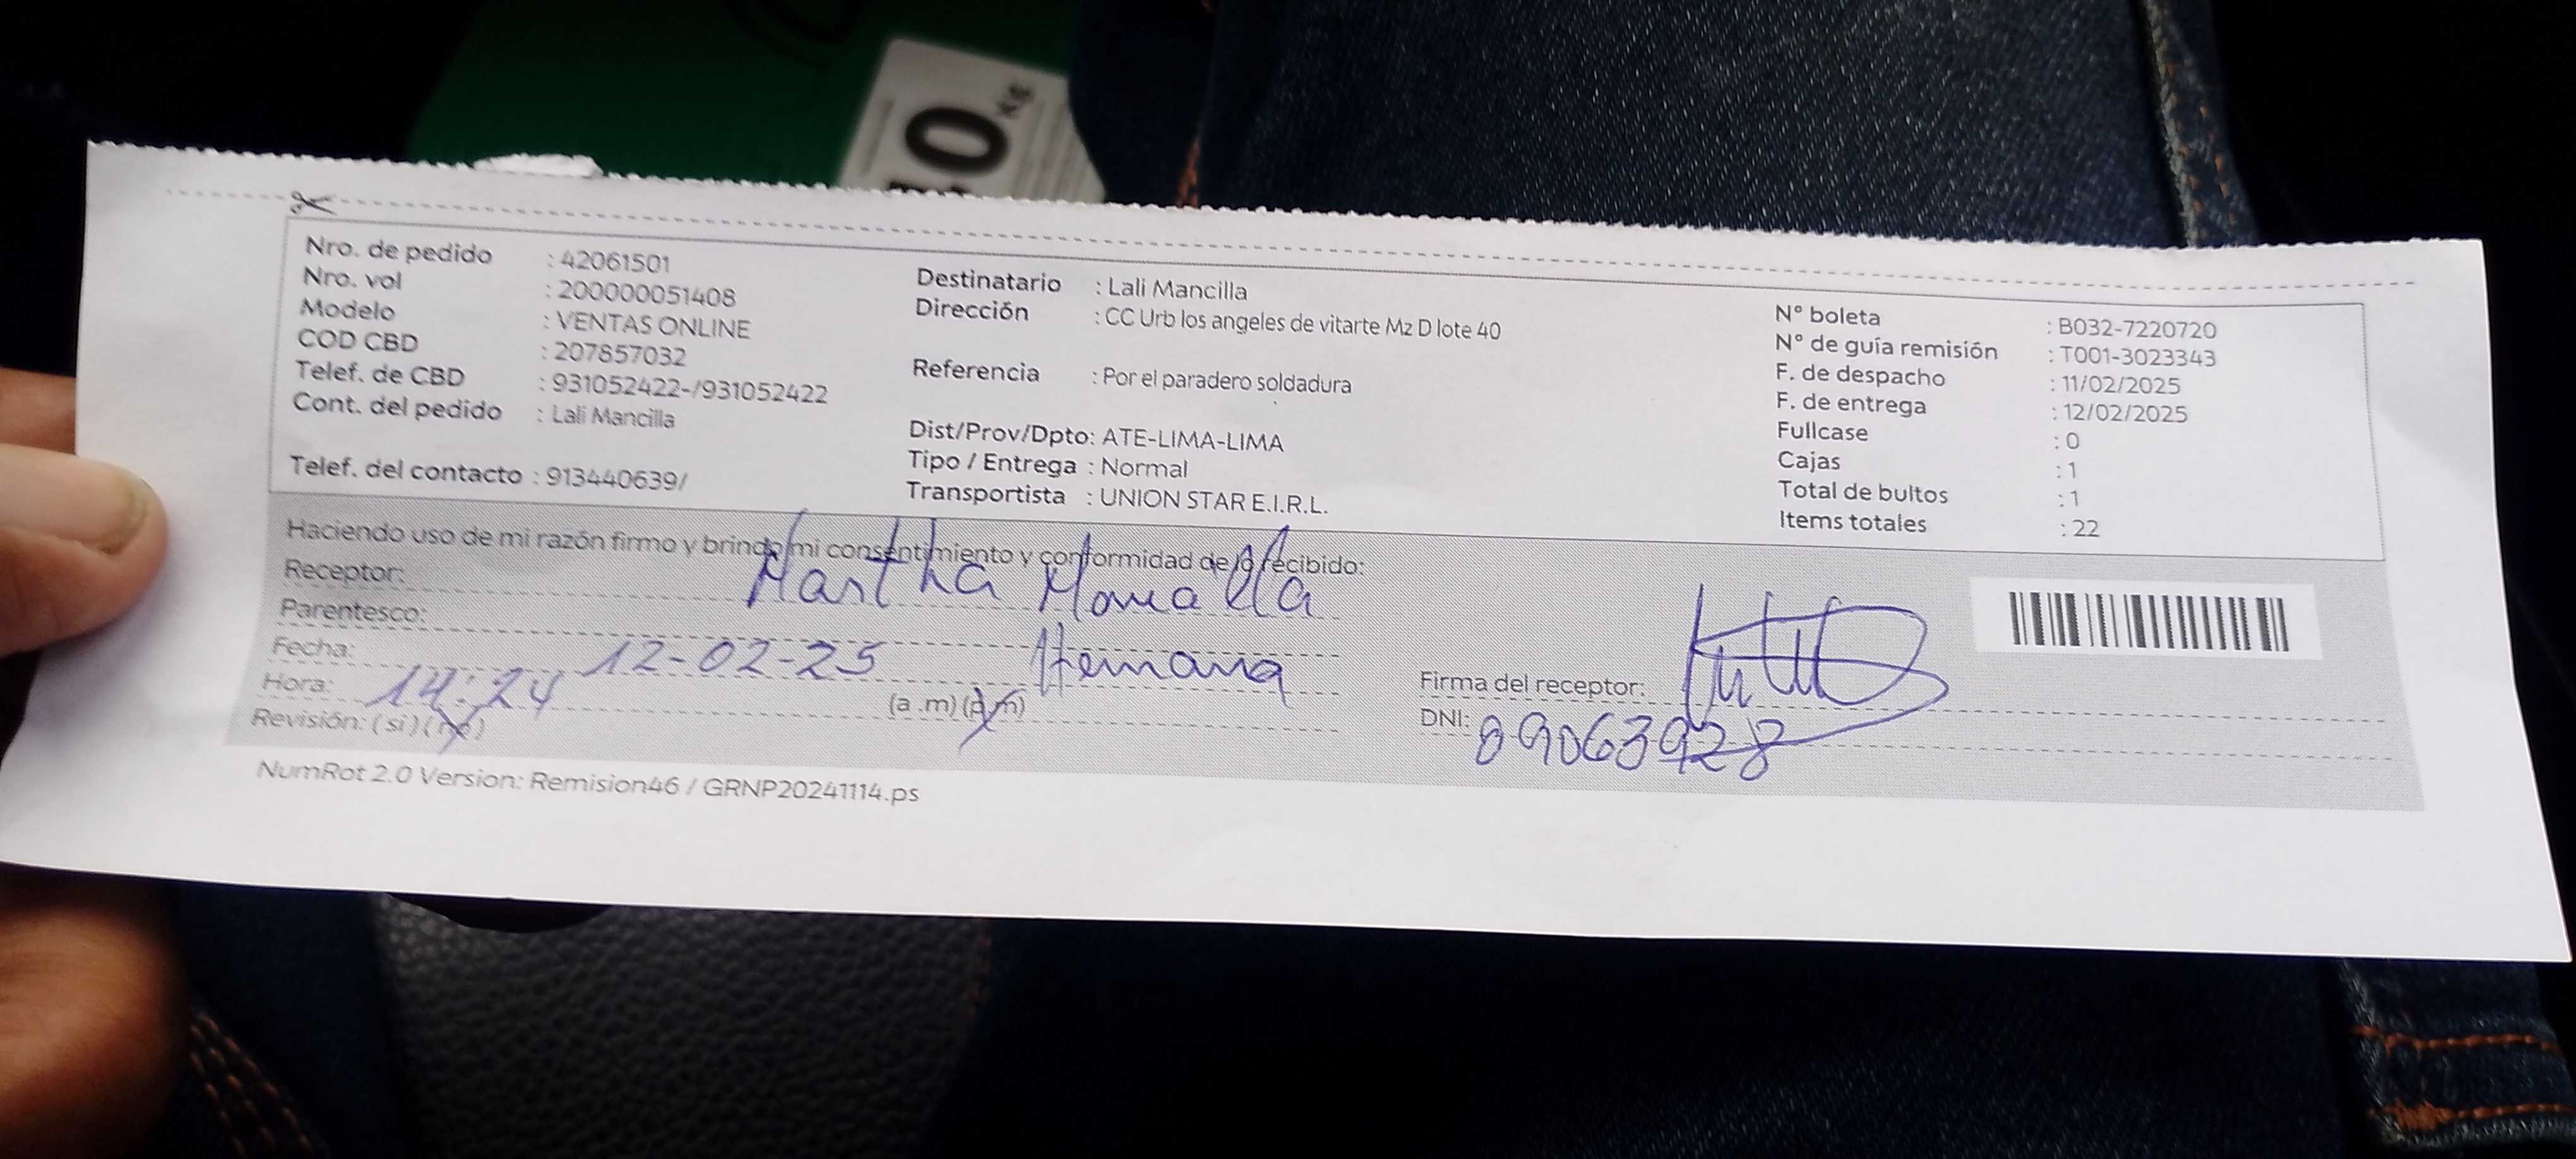 10 Kg
Nro. de pedido : 42061501
Nro. vol : 200000051408
Modelo : VENTAS ONLINE
COD CBD : 207857032
Telef. de CBD : 931052422-/931052422
Cont. del pedido : Lali Mancilla
Telef. del contacto : 913440639/
Destinatario : Lali Mancilla
Dirección : CC Urb los angeles de vitarte Mz D lote 40
Referencia : Por el paradero soldadura
Dist/Prov/Dpto: ATE-LIMA-LIMA
Tipo / Entrega : Normal
Transportista : UNION STAR E.I.R.L.
N° boleta : B032-7220720
N° de guía remisión : T001-3023343
F. de despacho : 11/02/2025
F. de entrega : 12/02/2025
Fullcase : 0
Cajas : 1
Total de bultos : 1
Items totales : 22
Haciendo uso de mi razón firmo y brindo mi consentimiento y conformidad de lo recibido:
Receptor: Martha
Parentesco: Hermana
Fecha: 12-02-25
Hora: 14:24 (a .m) (p.m)
Revisión: (si) (no)
Firma del receptor:
DNI: 09063928
NumRot 2.0 Version: Remision46 / GRNP20241114.ps